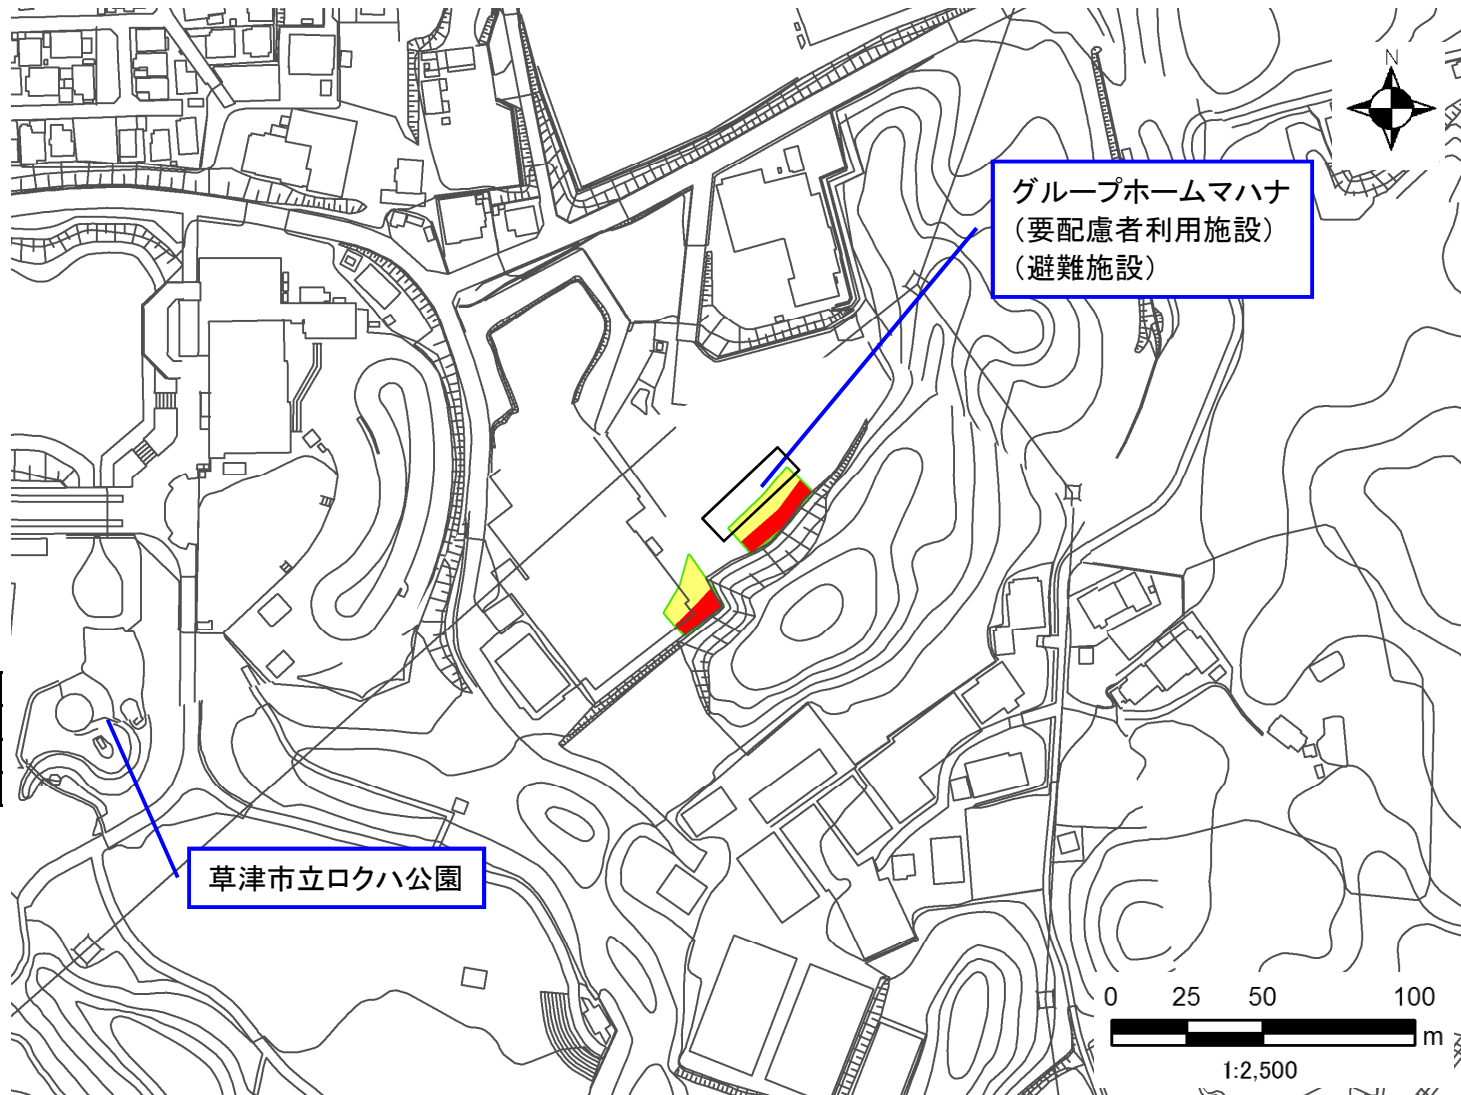 N
グループホームマハナ
（要配慮者利用施設）
（避難施設）
草津市立ロクハ公園
0 25 50 100
m
1:2,500